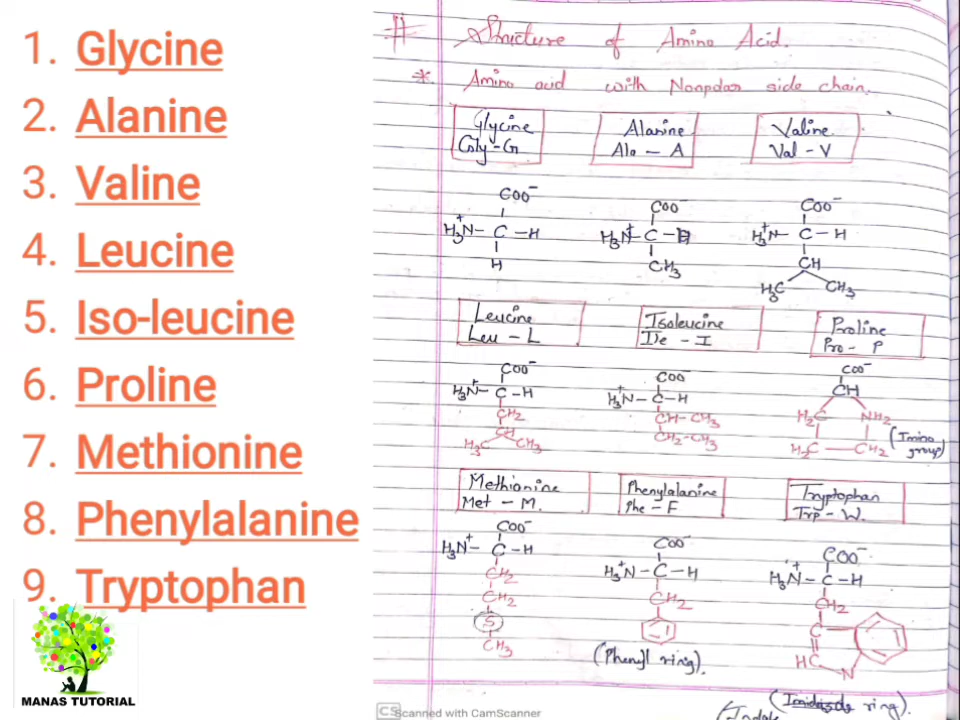 1. Glycine
2. Alanine
3. Valine
4. Leucine
5. Iso-leucine
6. Proline
7. Methionine
8. Phenylalanine
9. Tryptophan
MANAS TUTORIAL
# Structure of Amino Acid.
* Amino acid with Nonpolar side chain.
Glycine
Gly - G
Alanine
Ala - A
Valine
Val - V
COO⁻
H₃N⁺- C - H
H
COO⁻
H₃N⁺- C - H
CH₃
COO⁻
H₃N⁺- C - H
CH
H₃C CH₃
Leucine
Leu - L
Isoleucine
Ile - I
Proline
Pro - P
COO⁻
H₃N⁺- C - H
CH₂
CH
H₃C CH₃
COO⁻
H₃N⁺- C - H
CH - CH₃
CH₂ - CH₃
COO⁻
CH
H₂C NH₂
H₂C - CH₂
(Imino group)
Methionine
Met - M.
Phenylalanine
Phe - F
Tryptophan
Trp - W.
COO⁻
H₃N⁺- C - H
CH₂
CH₂
S
CH₃
COO⁻
H₃N⁺- C - H
CH₂
(Phenyl ring).
COO⁻
H₃N⁺- C - H
CH₂
C
HC
N
(Imidazole ring).
(Indole
CS Scanned with CamScanner